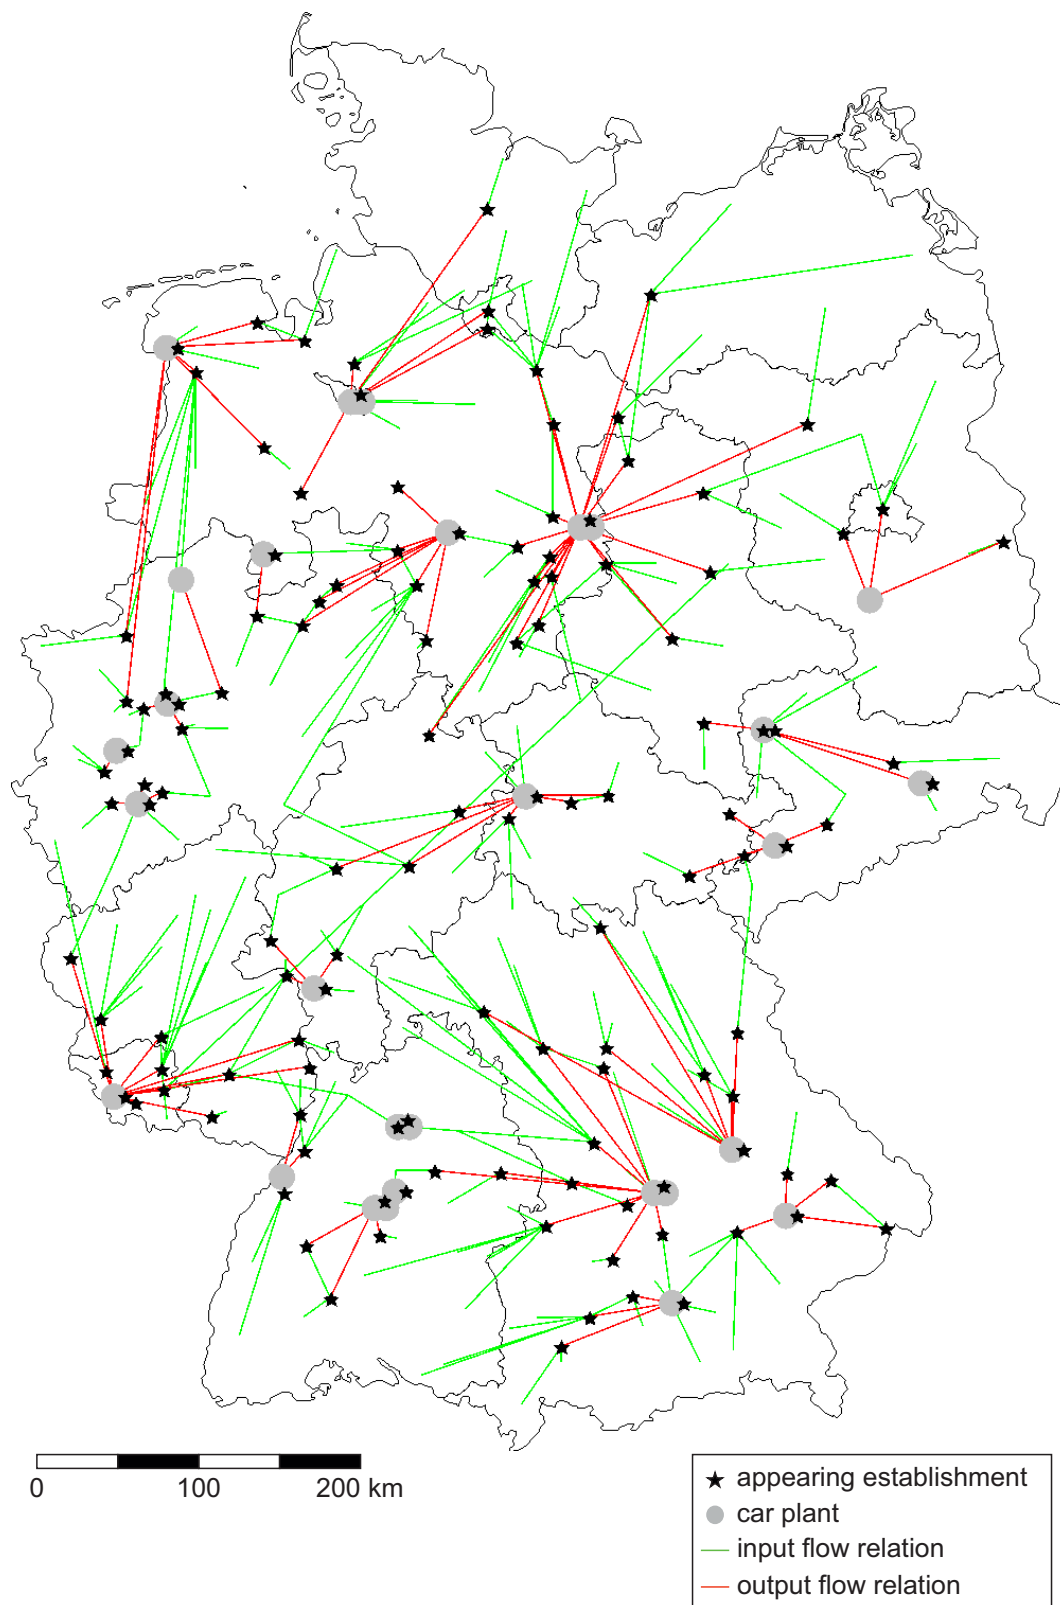 0 100 200 km
appearing establishment
car plant
input flow relation
output flow relation